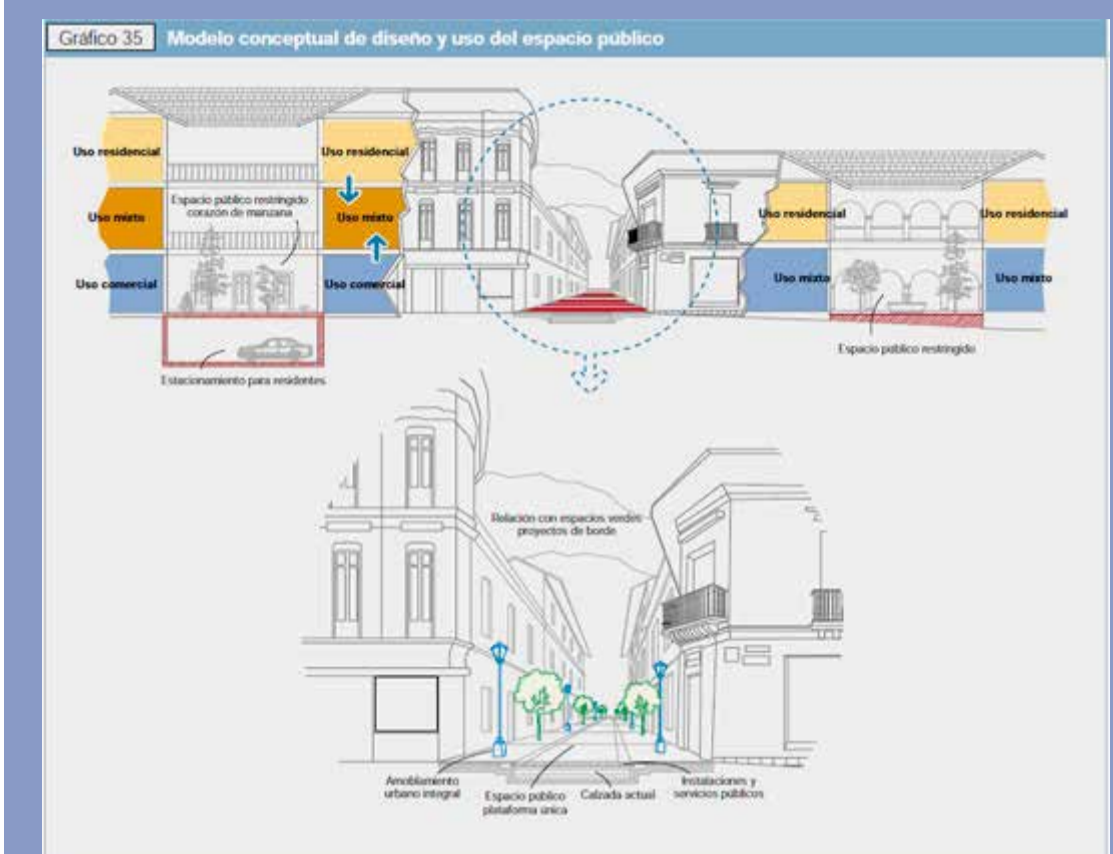 Gráfico 35 Modelo conceptual de diseño y uso del espacio público
Uso residencial
Uso residencial
Uso mixto
Espacio público restringido
corazón de manzana
Uso mixto
Uso residencial
Uso residencial
Uso comercial
Uso comercial
Uso mixto
Uso mixto
Espacio público restringido
Estacionamiento para residentes
Relación con espacios verdes
proyectos de borde
Amoblamiento
urbano integral
Espacio público
plataforma única
Calzada actual
Instalaciones y
servicios públicos